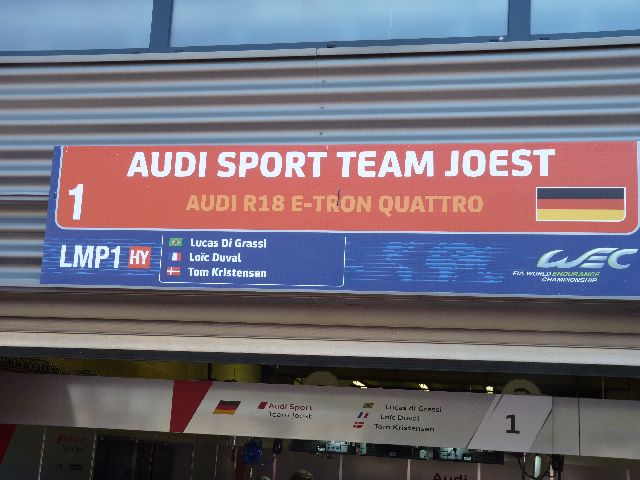 AUDI SPORT TEAM JOEST
1
AUDI R18 E-TRON QUATTRO
LMP1 HY
Lucas Di Grassi
Loïc Duval
Tom Kristensen
WEC
FIA WORLD ENDURANCE
CHAMPIONSHIP
Audi Sport
Team Joest
Lucas di Grassi
Loïc Duval
Tom Kristensen
1
Audi